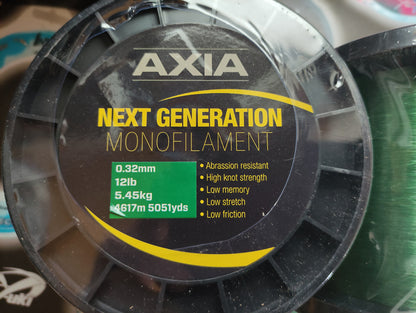 AXIA
NEXT GENERATION
MONOFILAMENT
0.32mm
12lb
5.45kg
4617m 5051yds
• Abrassion resistant
• High knot strength
• Low memory
• Low stretch
• Low friction